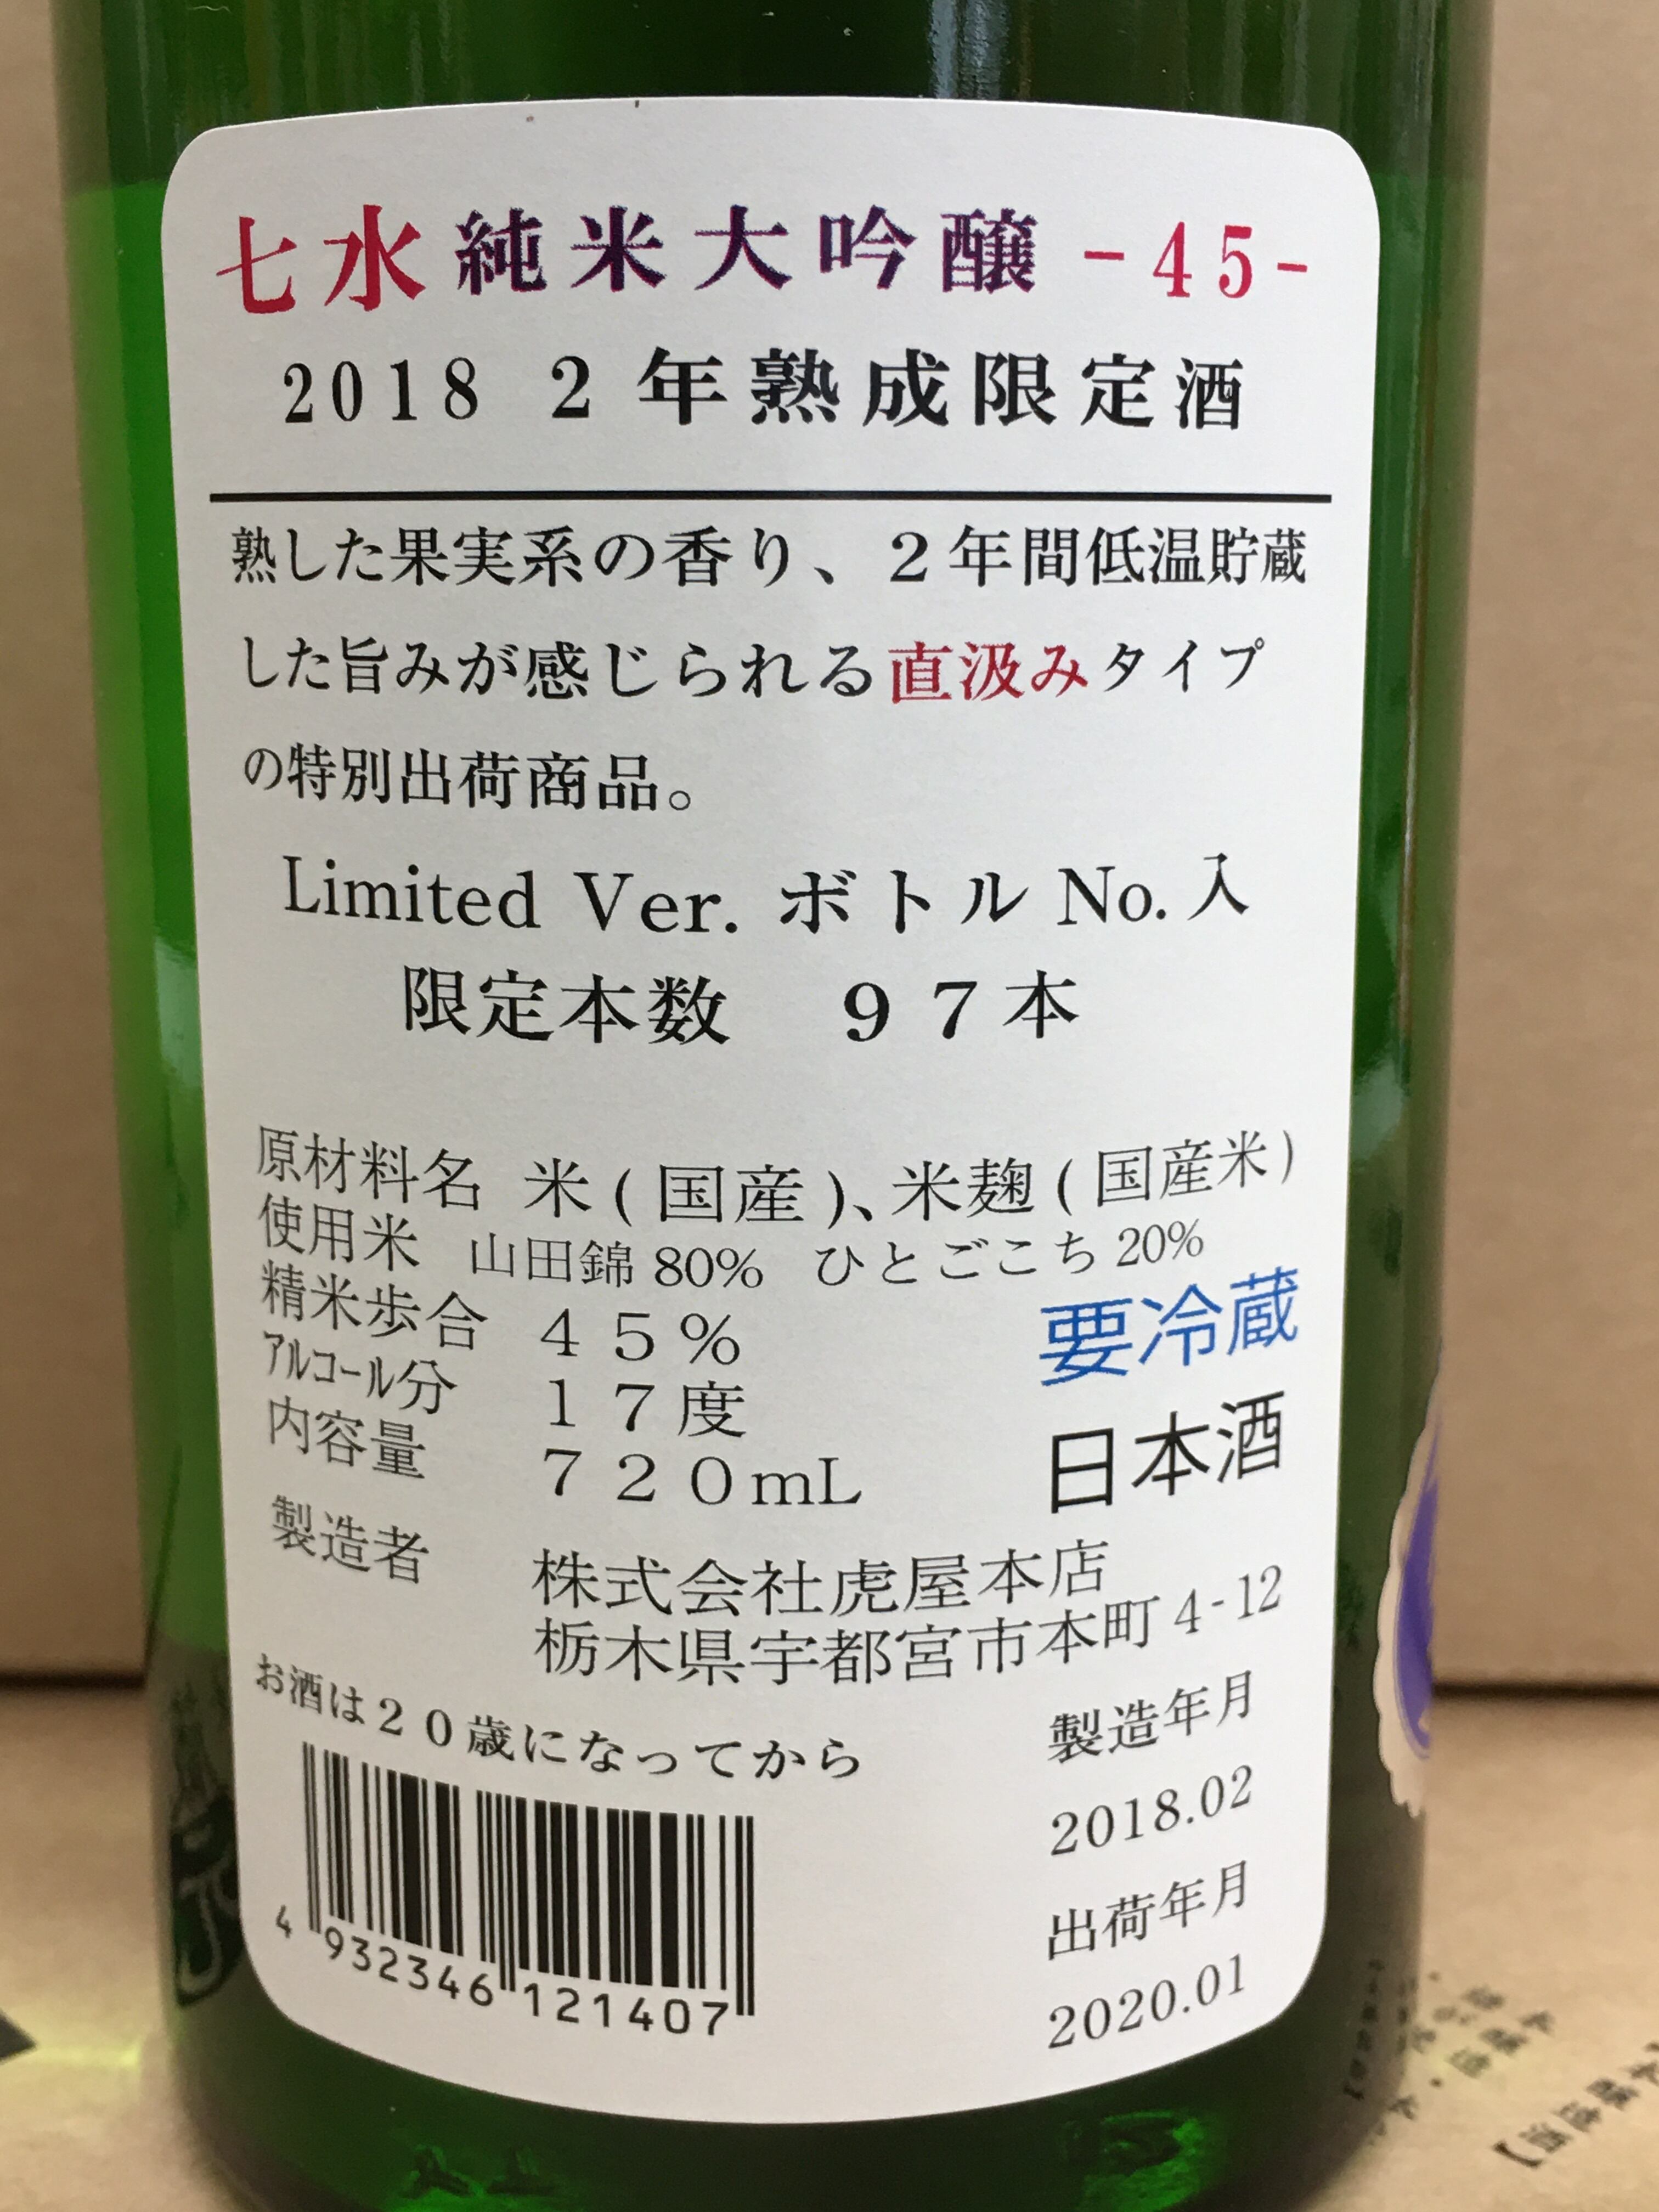 七水純米大吟醸 -45-
2018 2年熟成限定酒
熟した果実系の香り、2年間低温貯蔵
した旨みが感じられる直汲みタイプ
の特別出荷商品。
Limited Ver. ボトル No.入
限定本数 97本
原材料名 米(国産)、米麹(国産米)
使用米 山田錦80% ひとごこち20%
精米歩合 45%
アルコール分 17度
内容量 720mL
要冷蔵
日本酒
製造者 株式会社虎屋本店
栃木県宇都宮市本町4-12
お酒は20歳になってから
製造年月
2018.02
出荷年月
2020.01
4 932346 121407